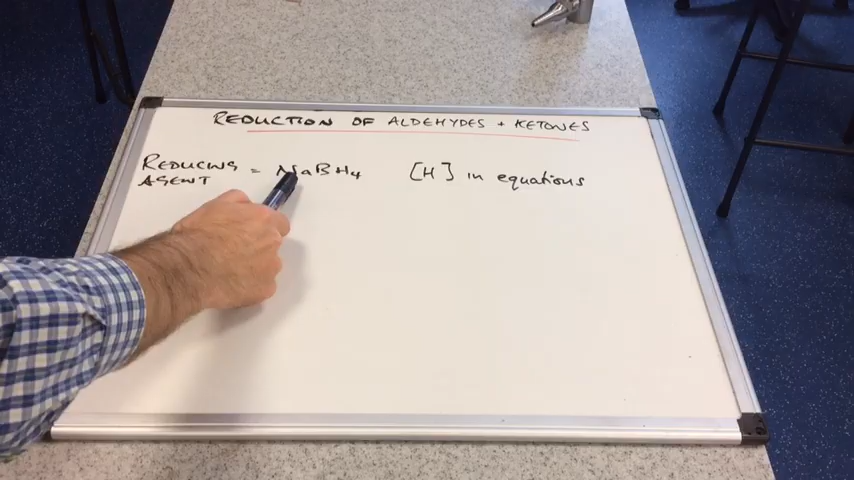 REDUCTION OF ALDEHYDES + KETONES
REDUCING AGENT = NaBH4 [H] in equations